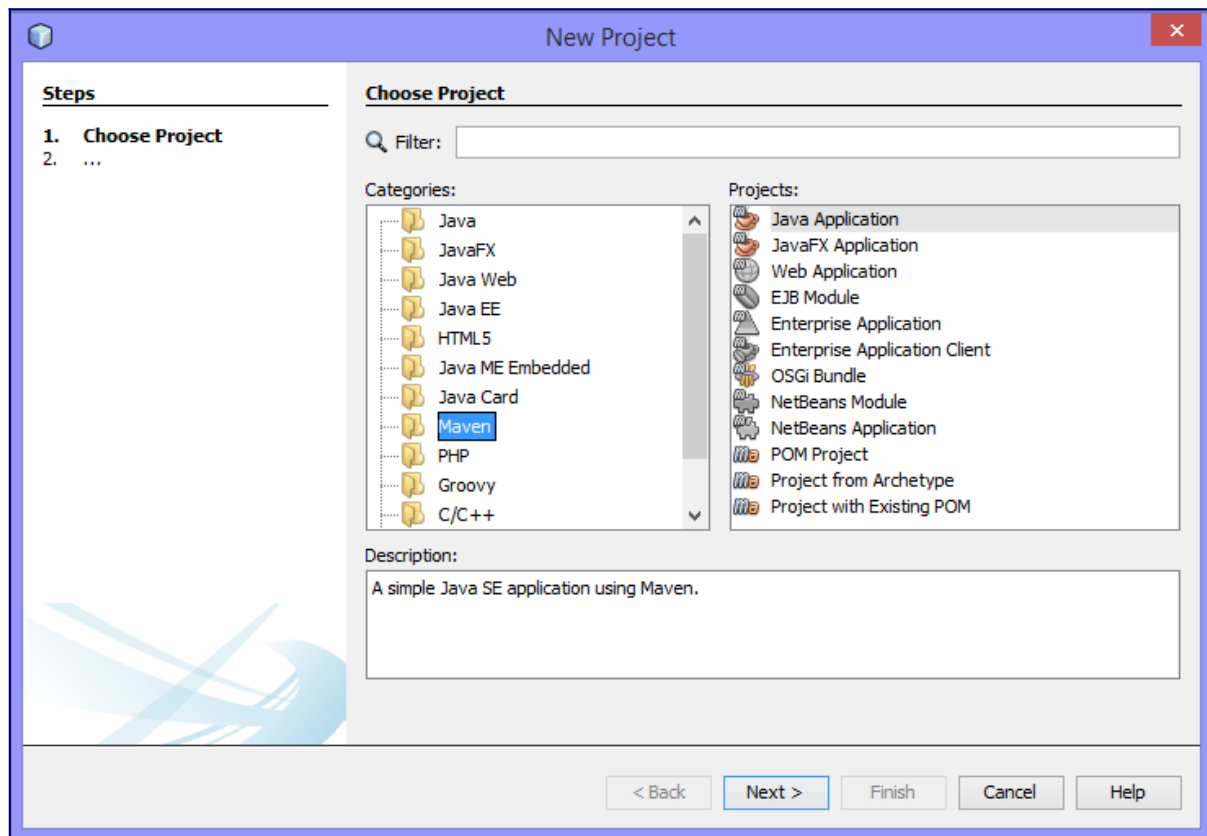 New Project
Steps
1. Choose Project
2. ...
Choose Project
Filter:
Categories:
Java
JavaFX
Java Web
Java EE
HTML5
Java ME Embedded
Java Card
Maven
PHP
Groovy
C/C++
Projects:
Java Application
JavaFX Application
Web Application
EJB Module
Enterprise Application
Enterprise Application Client
OSGi Bundle
NetBeans Module
NetBeans Application
POM Project
Project from Archetype
Project with Existing POM
Description:
A simple Java SE application using Maven.
< Back
Next >
Finish
Cancel
Help